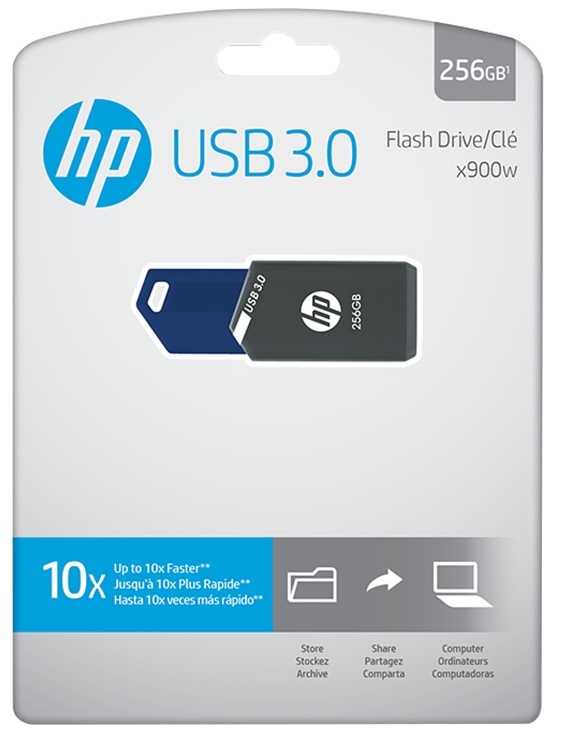 256GB¹
hp
USB 3.0
Flash Drive/Clé
x900w
USB 3.0
hp
256GB
10x
Up to 10x Faster**
Jusqu'à 10x Plus Rapide**
Hasta 10x veces más rápido**
Store
Stockez
Archive
Share
Partagez
Comparta
Computer
Ordinateurs
Computadoras